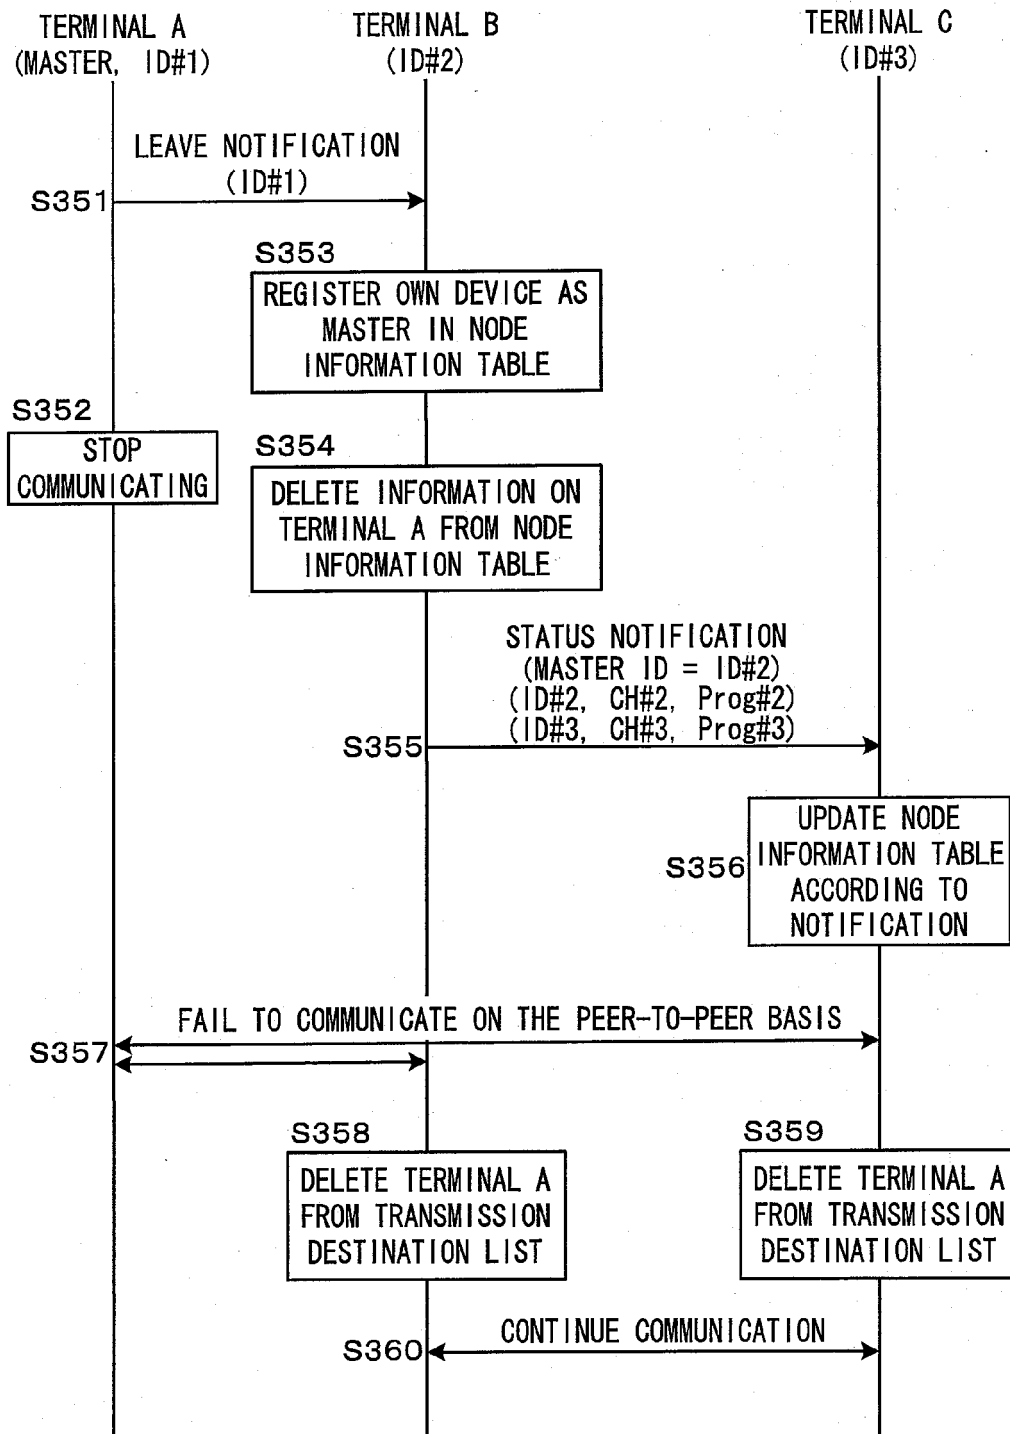 TERMINAL A
(MASTER, ID#1)
TERMINAL B
(ID#2)
TERMINAL C
(ID#3)
LEAVE NOTIFICATION
(ID#1)
S351
S353
REGISTER OWN DEVICE AS
MASTER IN NODE
INFORMATION TABLE
S352
STOP
COMMUNICATING
S354
DELETE INFORMATION ON
TERMINAL A FROM NODE
INFORMATION TABLE
STATUS NOTIFICATION
(MASTER ID = ID#2)
(ID#2, CH#2, Prog#2)
(ID#3, CH#3, Prog#3)
S355
UPDATE NODE
INFORMATION TABLE
ACCORDING TO
NOTIFICATION
S356
FAIL TO COMMUNICATE ON THE PEER-TO-PEER BASIS
S357
S358
DELETE TERMINAL A
FROM TRANSMISSION
DESTINATION LIST
S359
DELETE TERMINAL A
FROM TRANSMISSION
DESTINATION LIST
CONTINUE COMMUNICATION
S360